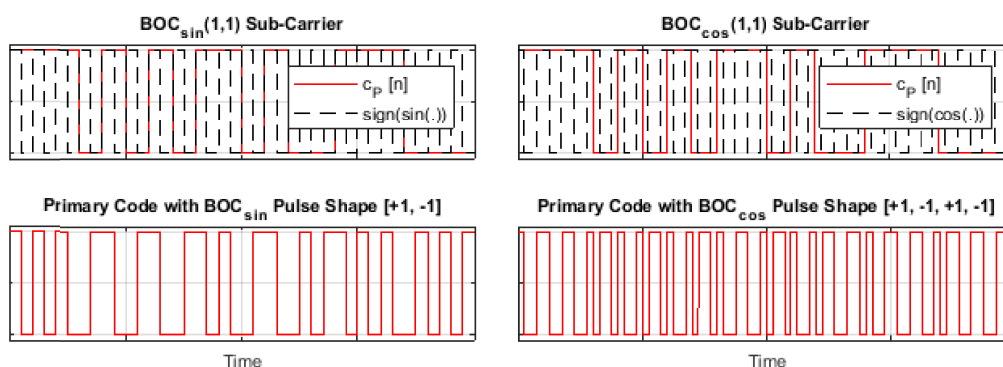 BOCsin(1,1) Sub-Carrier
cP [n]
sign(sin(.))
BOCcos(1,1) Sub-Carrier
cP [n]
sign(cos(.))
Primary Code with BOCsin Pulse Shape [+1, -1]
Time
Primary Code with BOCcos Pulse Shape [+1, -1, +1, -1]
Time